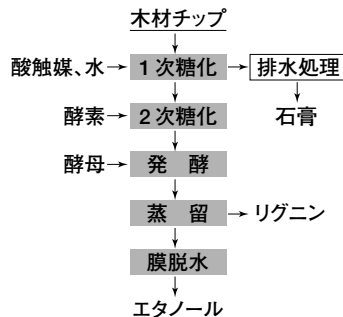 木材チップ
酸触媒、水
1次糖化
排水処理
酵素
2次糖化
石膏
酵母
発 酵
蒸 留
リグニン
膜脱水
エタノール